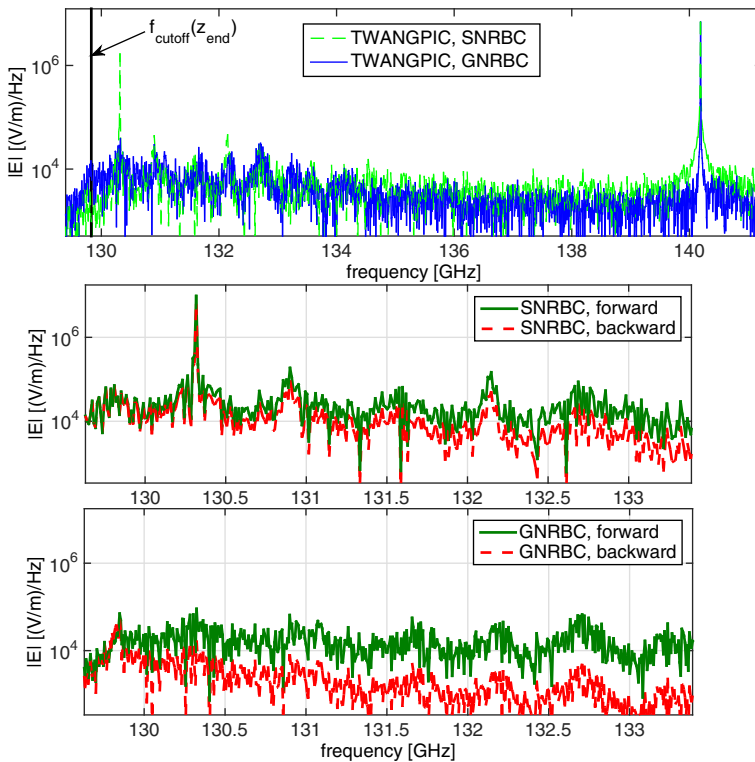 f_cutoff(z_end)
TWANGPIC, SNRBC
TWANGPIC, GNRBC
|E| [(V/m)/Hz]
10^6
10^4
130
132
134
136
138
140
frequency [GHz]
SNRBC, forward
SNRBC, backward
|E| [(V/m)/Hz]
10^6
10^4
130
130.5
131
131.5
132
132.5
133
GNRBC, forward
GNRBC, backward
|E| [(V/m)/Hz]
10^6
10^4
130
130.5
131
131.5
132
132.5
133
frequency [GHz]